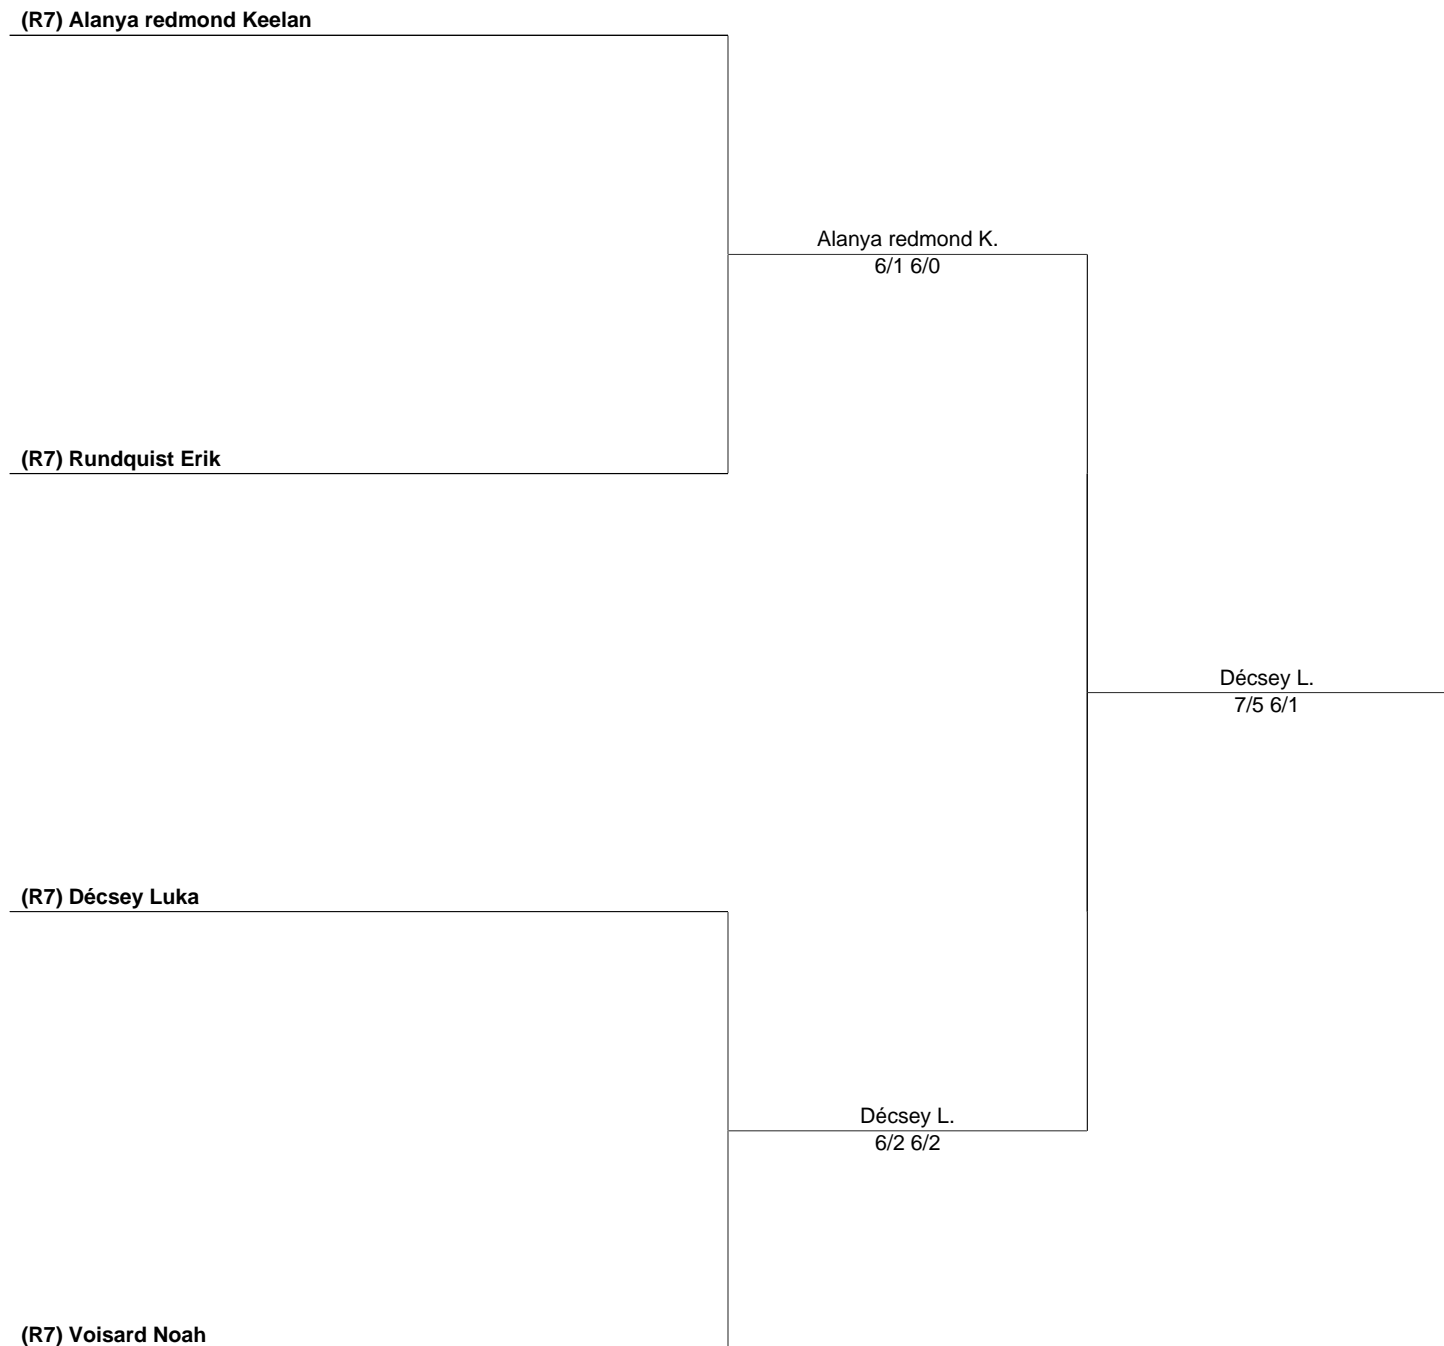 (R7) Alanya redmond Keelan
Alanya redmond K.
6/1 6/0
(R7) Rundquist Erik
Décsey L.
7/5 6/1
(R7) Décsey Luka
Décsey L.
6/2 6/2
(R7) Voisard Noah